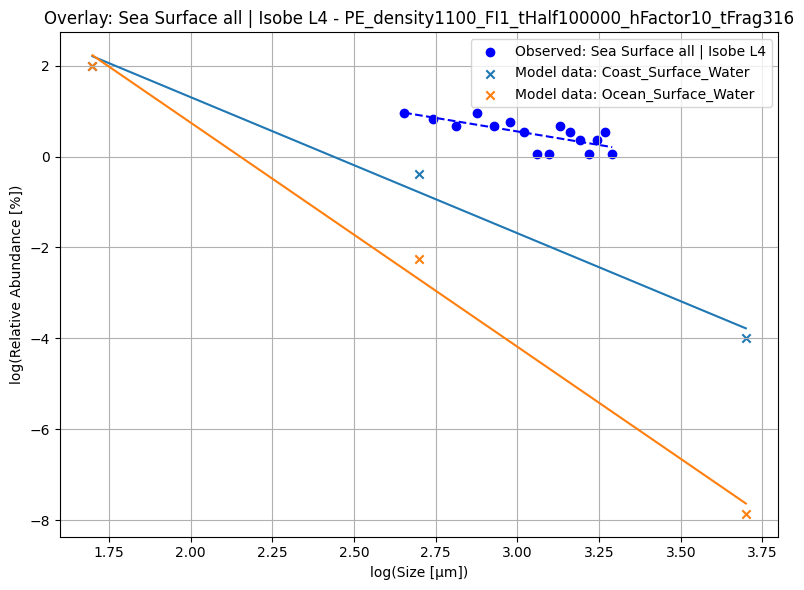 Overlay: Sea Surface all | Isobe L4 - PE_density1100_FI1_tHalf100000_hFactor10_tFrag316
Observed: Sea Surface all | Isobe L4
Model data: Coast_Surface_Water
Model data: Ocean_Surface_Water
log(Relative Abundance [%])
2
0
−2
−4
−6
−8
1.75 2.00 2.25 2.50 2.75 3.00 3.25 3.50 3.75
log(Size [μm])